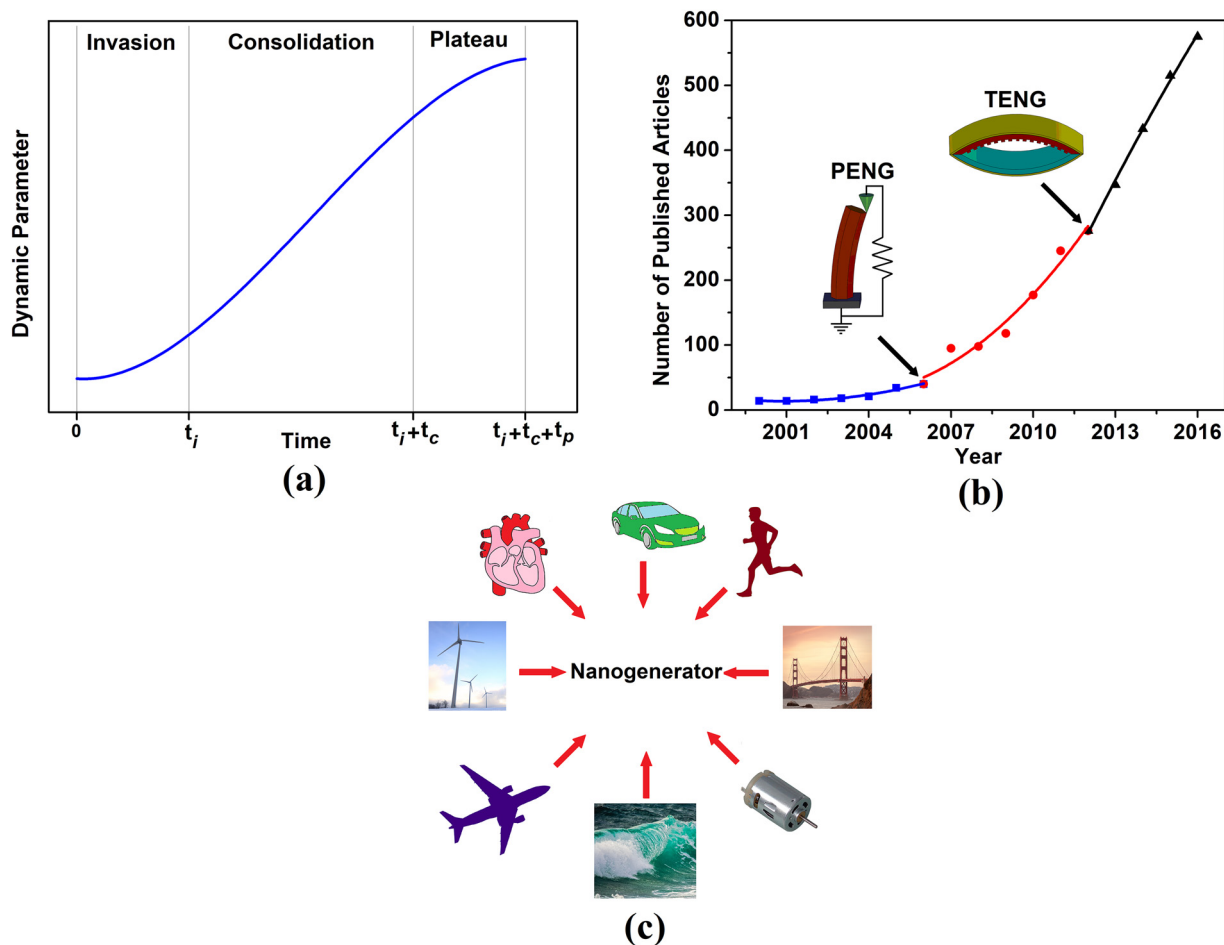 Invasion
Consolidation
Plateau
Dynamic Parameter
0
t_i
Time
t_i+t_c
t_i+t_c+t_p
(a)
600
500
400
300
200
100
0
Number of Published Articles
PENG
TENG
2001
2004
2007
2010
2013
2016
Year
(b)
Nanogenerator
(c)